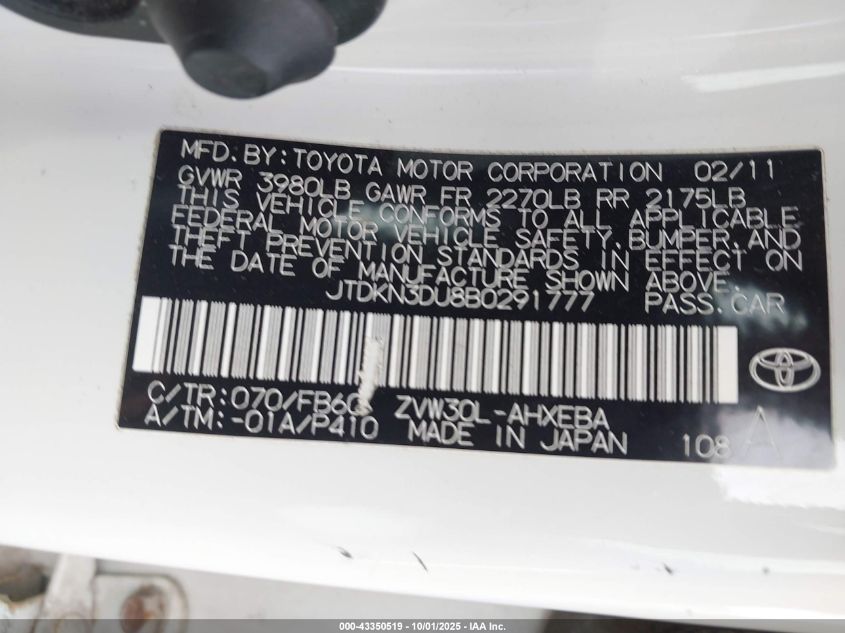 MFD. BY: TOYOTA MOTOR CORPORATION 02/11
GVWR 3980LB GAWR FR 2270LB RR 2175LB
THIS VEHICLE CONFORMS TO ALL APPLICABLE
FEDERAL MOTOR VEHICLE SAFETY, BUMPER, AND
THEFT PREVENTION STANDARDS IN EFFECT ON
THE DATE OF MANUFACTURE SHOWN ABOVE.
JTDKN3DU8B0291777 PASS. CAR
C/TR: 070/FB60 ZVW30L-AHXEBA
A/TM: -01A/P410 MADE IN JAPAN 108 A
000-43350519 - 10/01/2025 - IAA Inc.